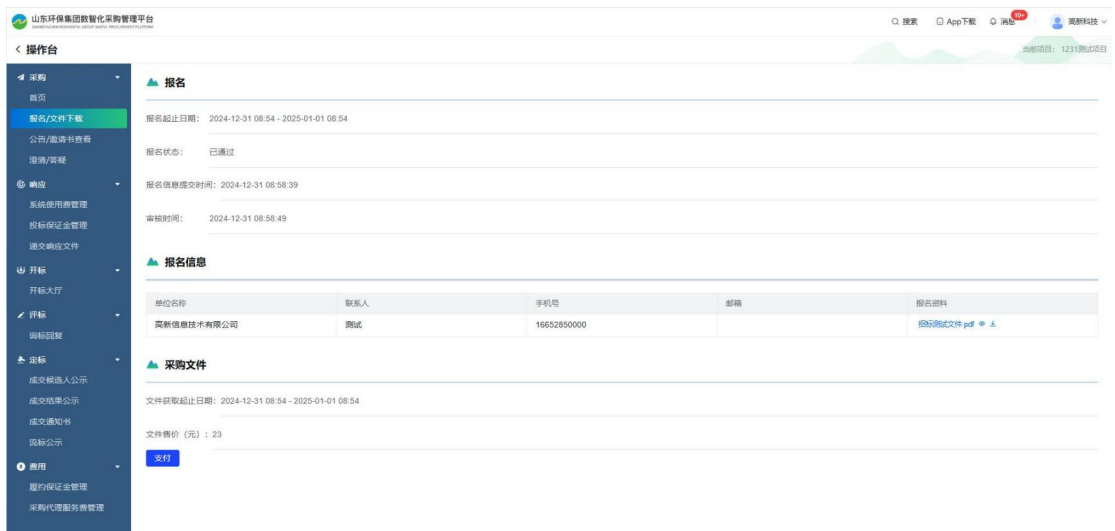 山东环保集团数智化采购管理平台
搜索 App下载 消息 19+ 高新科技
操作台
当前项目：1231测试项目
采购
首页
报名/文件下载
公告/邀请书查看
澄清/答疑
响应
系统使用费管理
投标保证金管理
递交响应文件
开标
开标大厅
评标
询标回复
定标
成交候选人公示
成交结果公示
成交通知书
流标公示
费用
履约保证金管理
采购代理服务费管理
报名
报名起止日期： 2024-12-31 08:54 - 2025-01-01 08:54
报名状态： 已通过
报名信息提交时间：2024-12-31 08:58:39
审核时间： 2024-12-31 08:58:49
报名信息
单位名称 联系人 手机号 邮箱 报名资料
高新信息技术有限公司 测试 16652850000 招标测试文件.pdf
采购文件
文件获取起止日期：2024-12-31 08:54 - 2025-01-01 08:54
文件售价（元）：23
支付